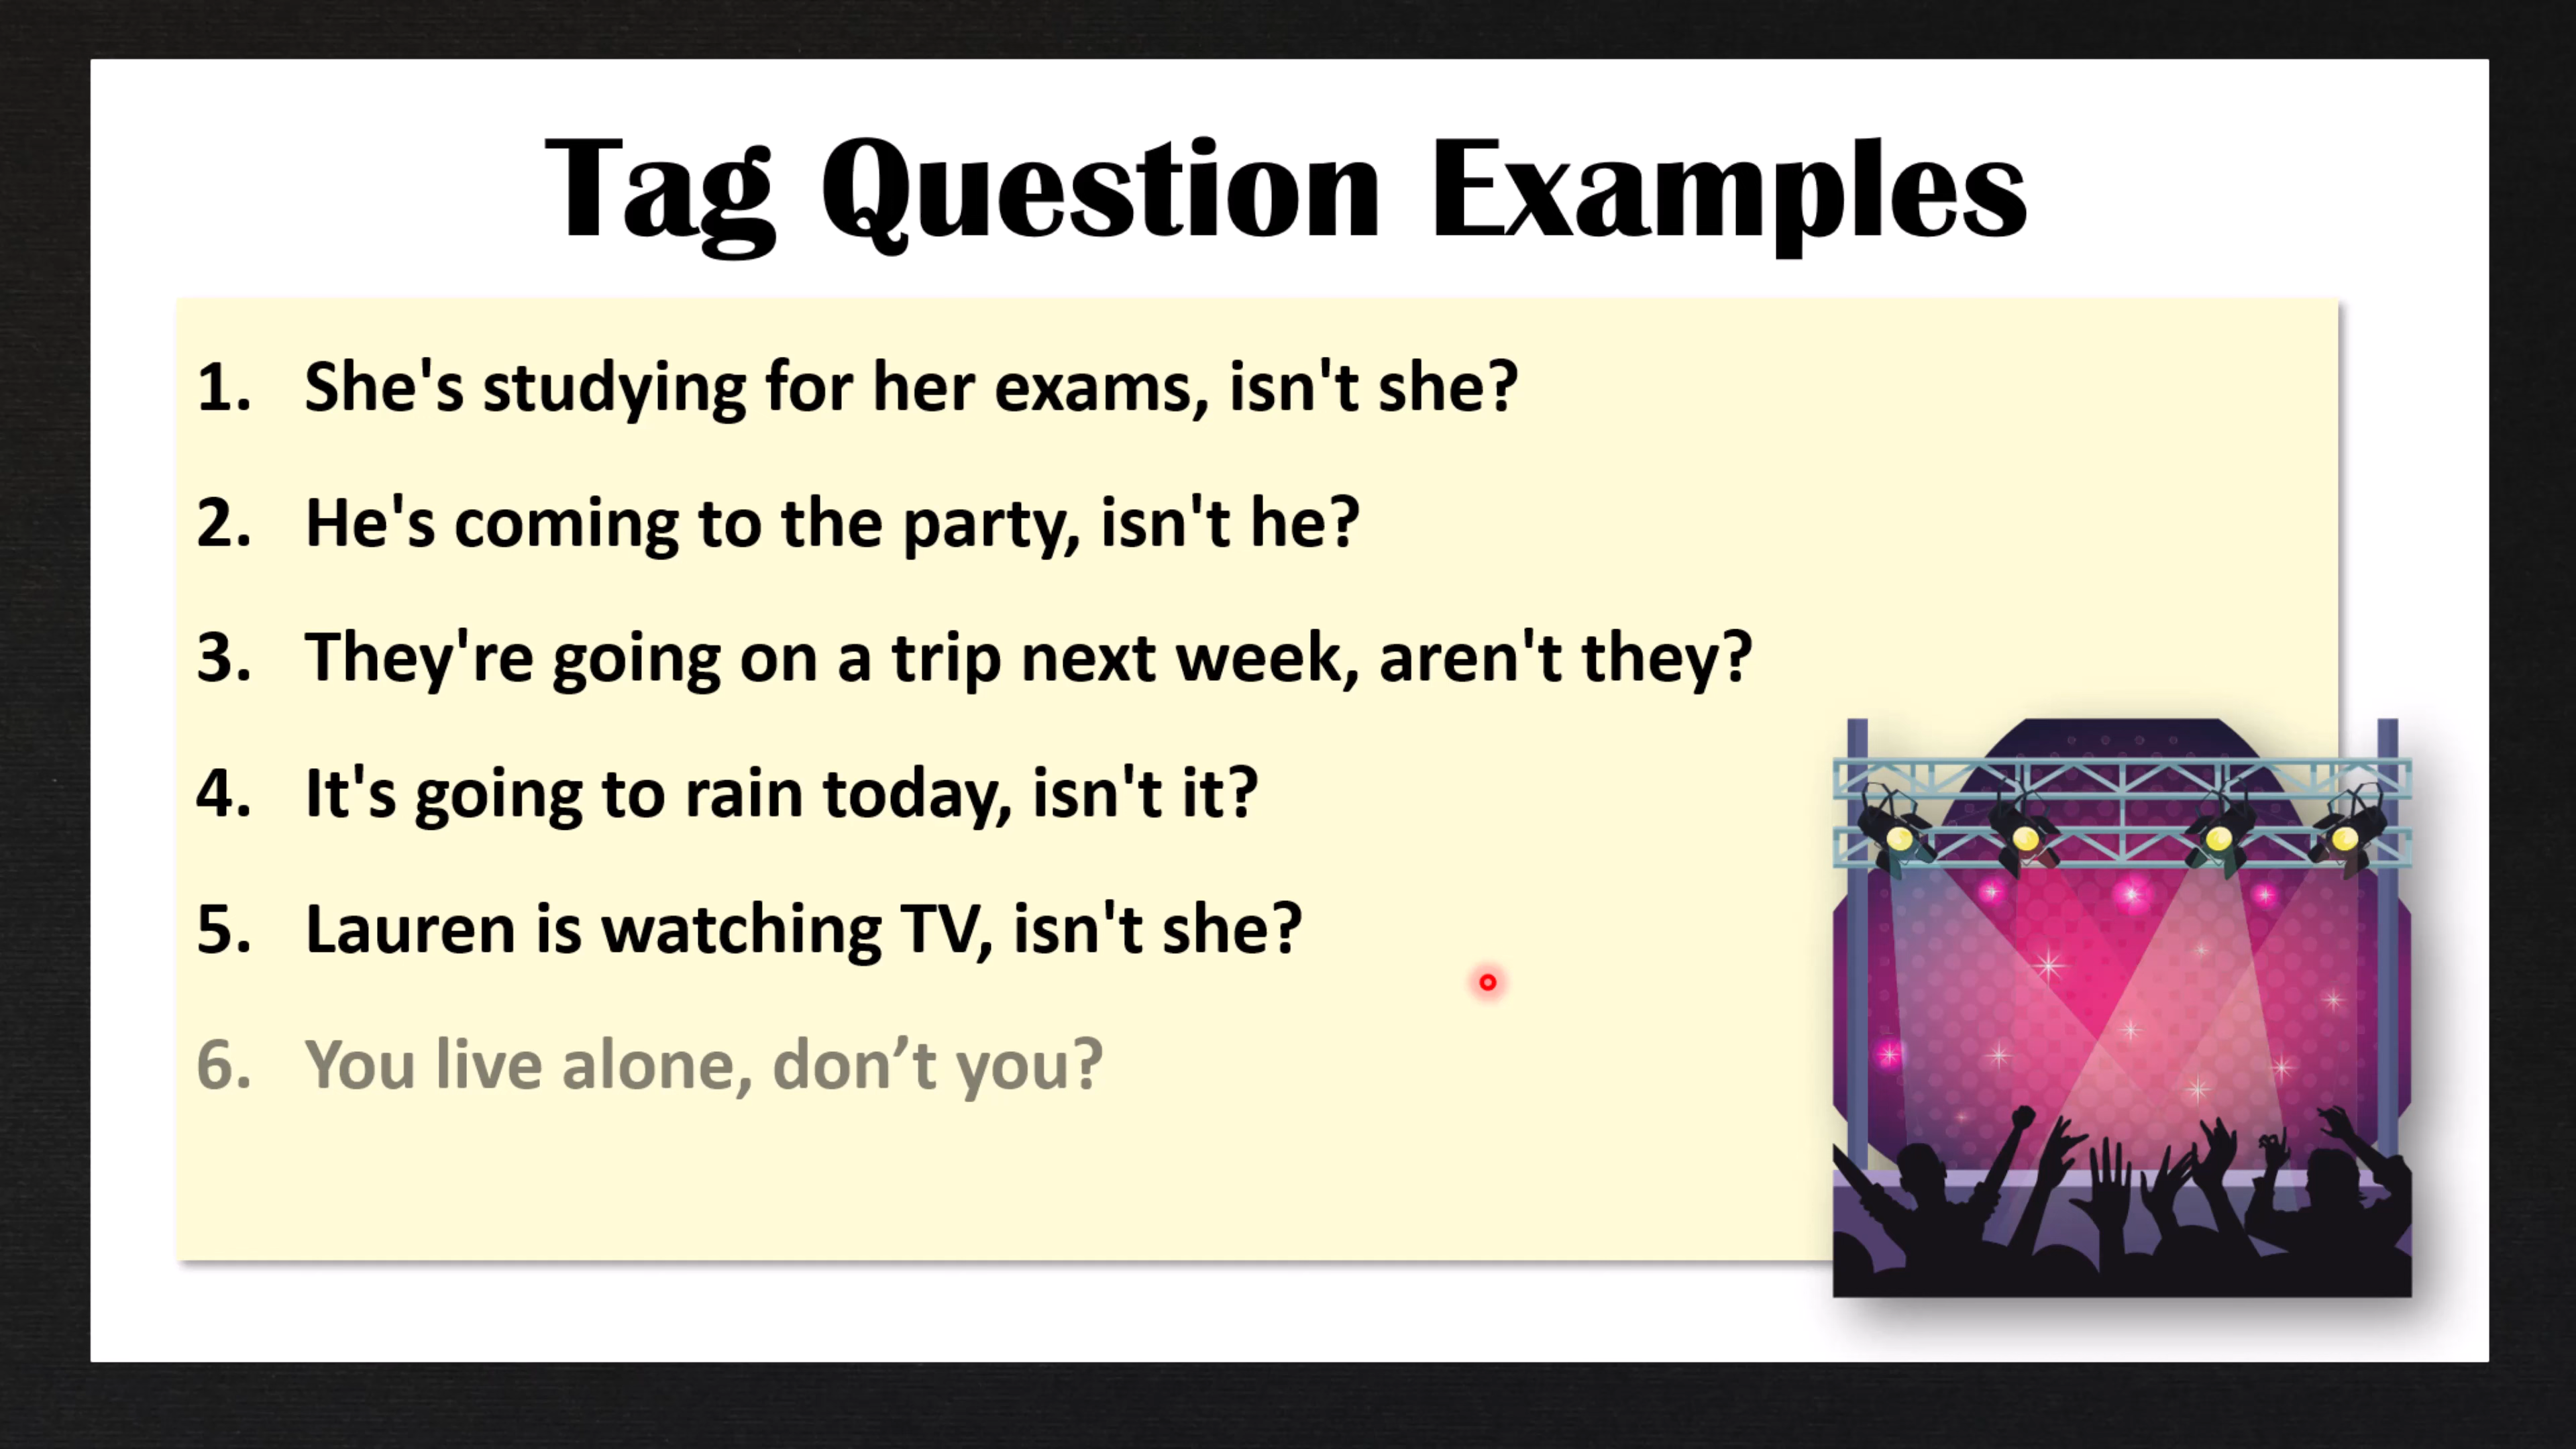 Tag Question Examples
1. She's studying for her exams, isn't she?
2. He's coming to the party, isn't he?
3. They're going on a trip next week, aren't they?
4. It's going to rain today, isn't it?
5. Lauren is watching TV, isn't she?
6. You live alone, don’t you?